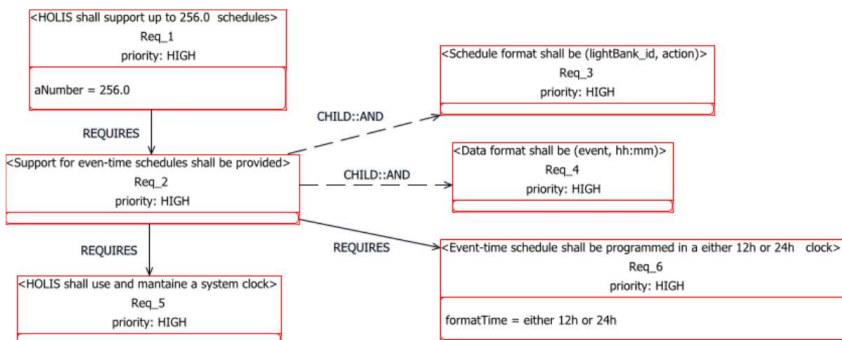 <HOLIS shall support up to 256.0  schedules>
Req_1
priority: HIGH
aNumber = 256.0
<Schedule format shall be (lightBank_id, action)>
Req_3
priority: HIGH
CHILD::AND
REQUIRES
<Support for even-time schedules shall be provided>
Req_2
priority: HIGH
<Data format shall be (event, hh:mm)>
Req_4
priority: HIGH
CHILD::AND
REQUIRES
REQUIRES
<Event-time schedule shall be programmed in a either 12h or 24h  clock>
Req_6
priority: HIGH
formatTime = either 12h or 24h
<HOLIS shall use and mantaine a system clock>
Req_5
priority: HIGH